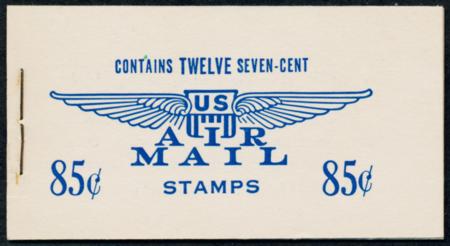 CONTAINS TWELVE SEVEN-CENT
US
AIR
MAIL
85¢ STAMPS 85¢